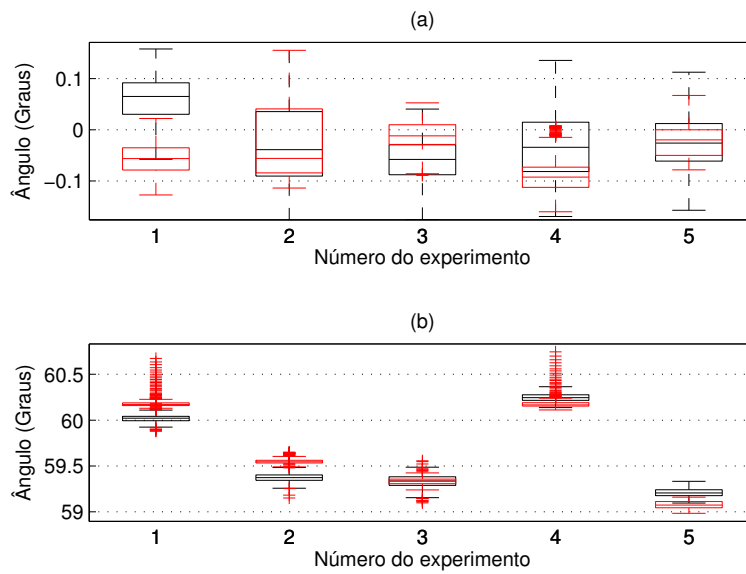 (a)
Ângulo (Graus)
0.1
0
−0.1
1 2 3 4 5
Número do experimento
(b)
Ângulo (Graus)
60.5
60
59.5
59
1 2 3 4 5
Número do experimento